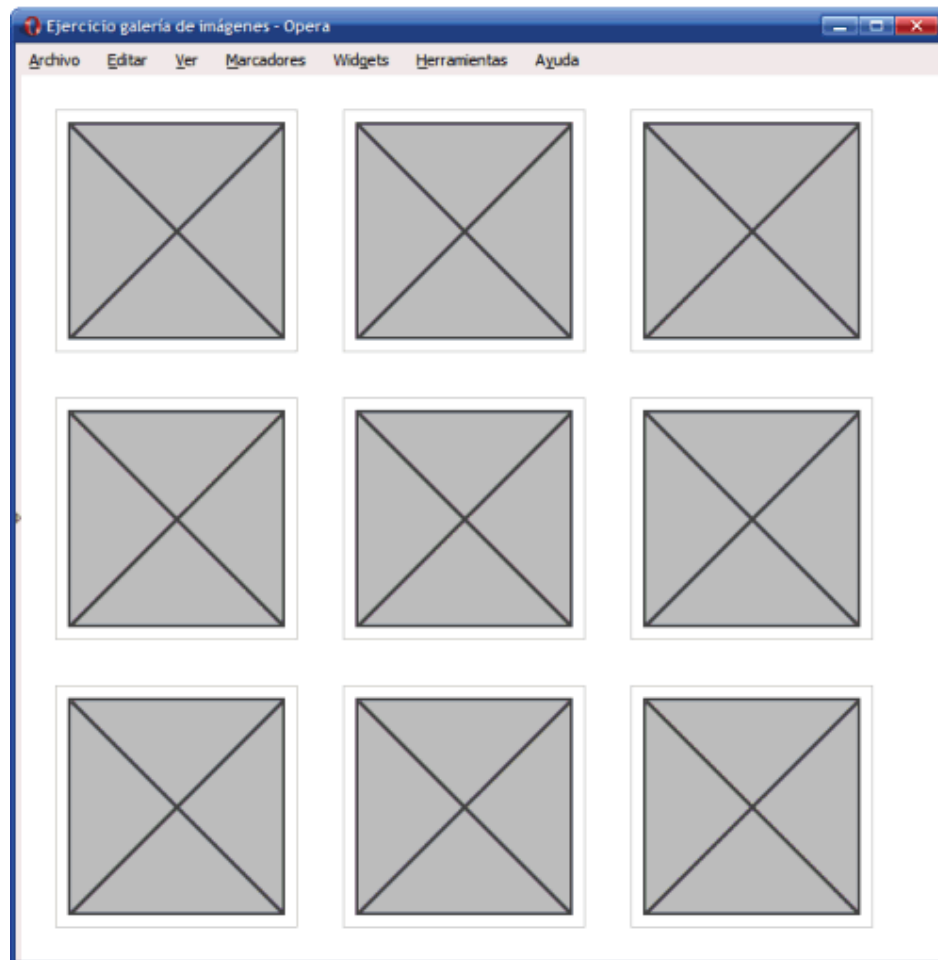 Ejercicio galería de imágenes - Opera
Archivo Editar Ver Marcadores Widgets Herramientas Ayuda